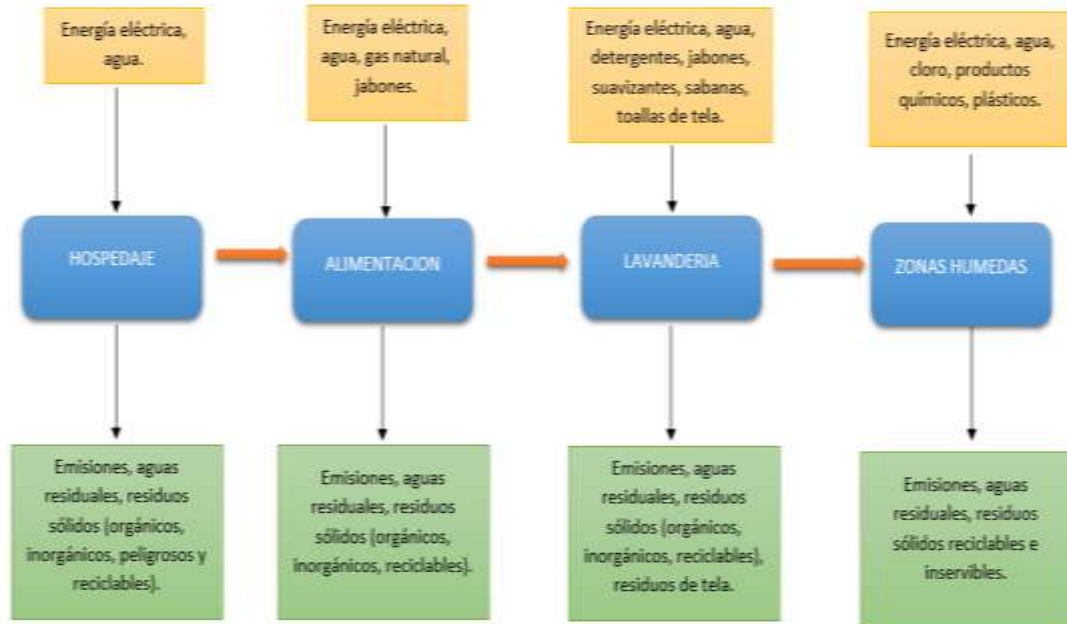 Energía eléctrica,
agua.
Energía eléctrica,
agua, gas natural,
jabones.
Energía eléctrica, agua,
detergentes, jabones,
suavizantes, sabanas,
toallas de tela.
Energía eléctrica, agua,
cloro, productos
químicos, plásticos.
HOSPEDAJE
ALIMENTACION
LAVANDERIA
ZONAS HUMEDAS
Emisiones, aguas
residuales, residuos
sólidos (orgánicos,
inorgánicos, peligrosos y
reciclables).
Emisiones, aguas
residuales, residuos
sólidos (orgánicos,
inorgánicos, reciclables).
Emisiones, aguas
residuales, residuos
sólidos (orgánicos,
inorgánicos, reciclables),
residuos de tela.
Emisiones, aguas
residuales, residuos
sólidos reciclables e
inservibles.